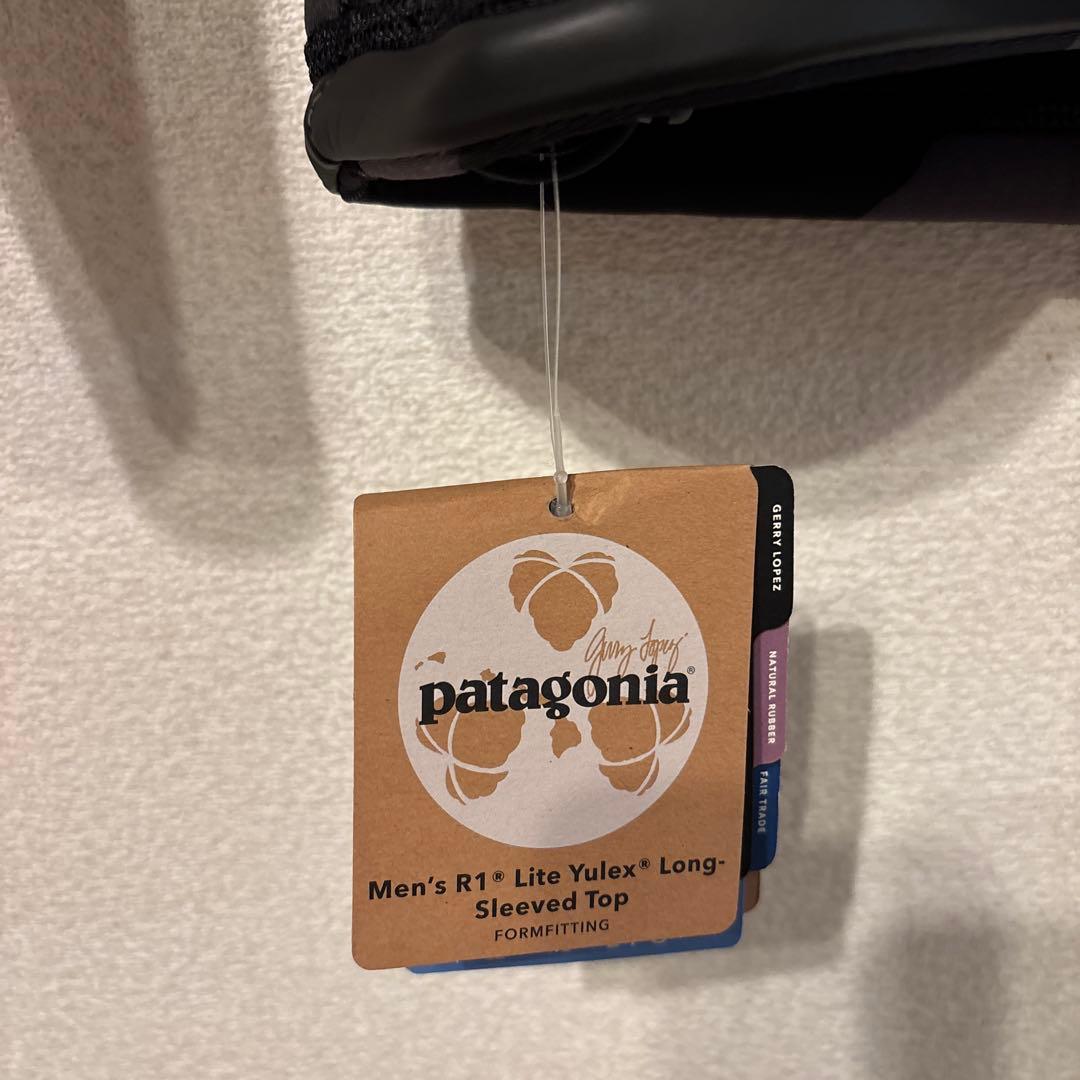 Gerry Lopez
patagonia®
Men's R1® Lite Yulex® Long-
Sleeved Top
FORMFITTING
GERRY LOPEZ
NATURAL RUBBER
FAIR TRADE